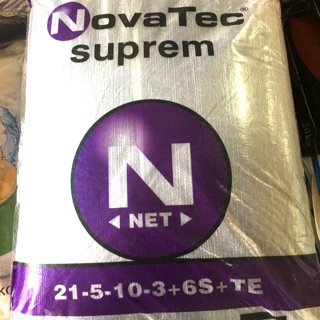 NovaTec®
suprem
N
NET
21-5-10-3+6S+TE